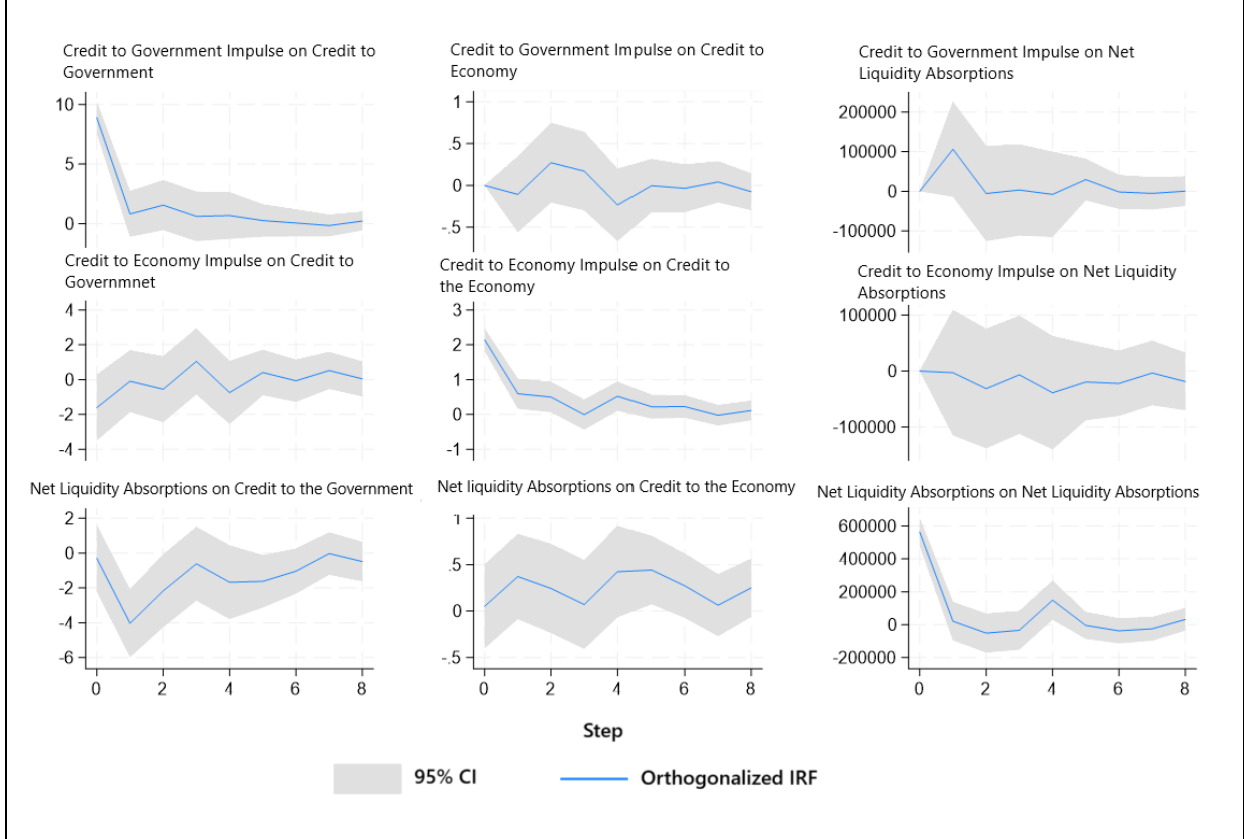 Credit to Government Impulse on Credit to
Government
Credit to Government Impulse on Credit to
Economy
Credit to Government Impulse on Net
Liquidity Absorptions
10
5
0
1
.5
0
-.5
200000
100000
0
-100000
Credit to Economy Impulse on Credit to
Governmnet
Credit to Economy Impulse on Credit to
the Economy
Credit to Economy Impulse on Net Liquidity
Absorptions
4
2
0
-2
-4
3
2
1
0
-1
100000
0
-100000
Net Liquidity Absorptions on Credit to the Government
Net liquidity Absorptions on Credit to the Economy
Net Liquidity Absorptions on Net Liquidity Absorptions
2
0
-2
-4
-6
1
.5
0
-.5
600000
400000
200000
0
-200000
0 2 4 6 8
0 2 4 6 8
0 2 4 6 8
Step
95% CI
Orthogonalized IRF